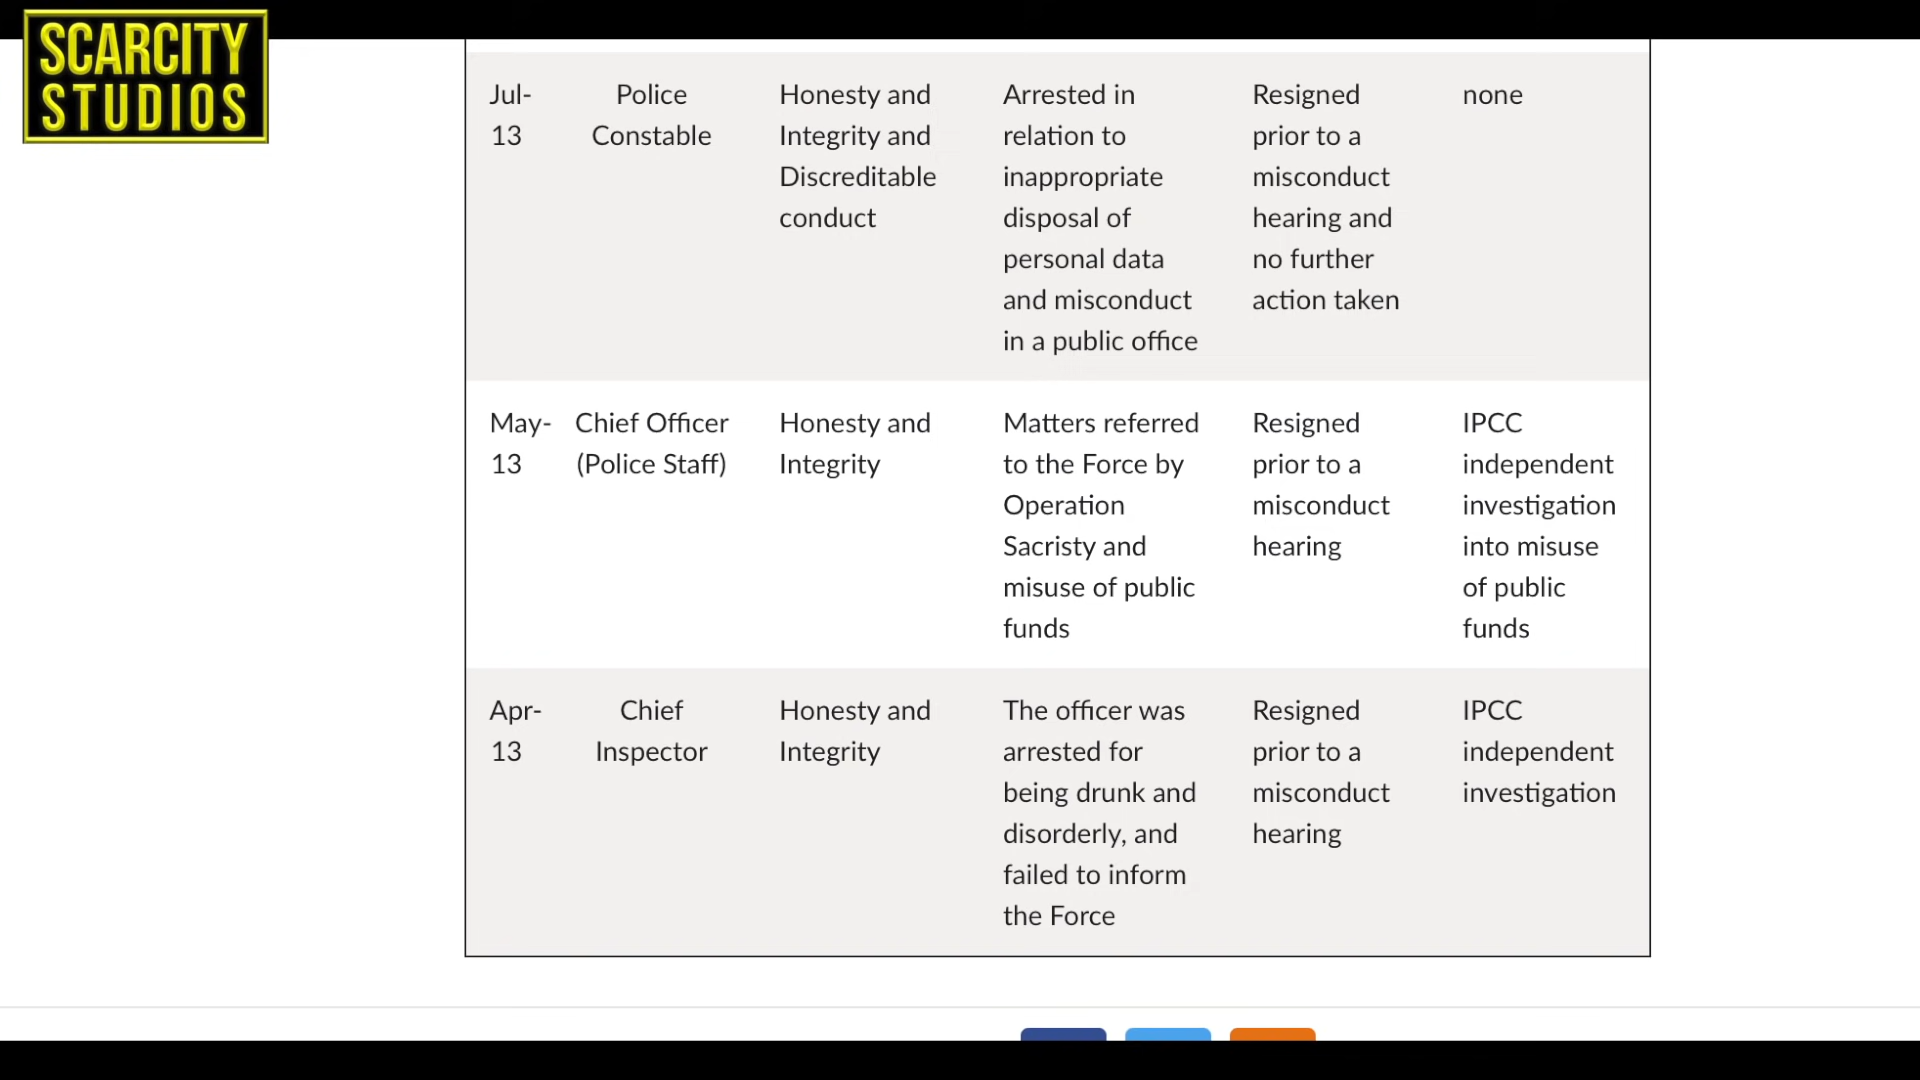 SCARCITY
STUDIOS
Jul-
13
Police
Constable
Honesty and
Integrity and
Discreditable
conduct
Arrested in
relation to
inappropriate
disposal of
personal data
and misconduct
in a public office
Resigned
prior to a
misconduct
hearing and
no further
action taken
none
May-
13
Chief Officer
(Police Staff)
Honesty and
Integrity
Matters referred
to the Force by
Operation
Sacristy and
misuse of public
funds
Resigned
prior to a
misconduct
hearing
IPCC
independent
investigation
into misuse
of public
funds
Apr-
13
Chief
Inspector
Honesty and
Integrity
The officer was
arrested for
being drunk and
disorderly, and
failed to inform
the Force
Resigned
prior to a
misconduct
hearing
IPCC
independent
investigation